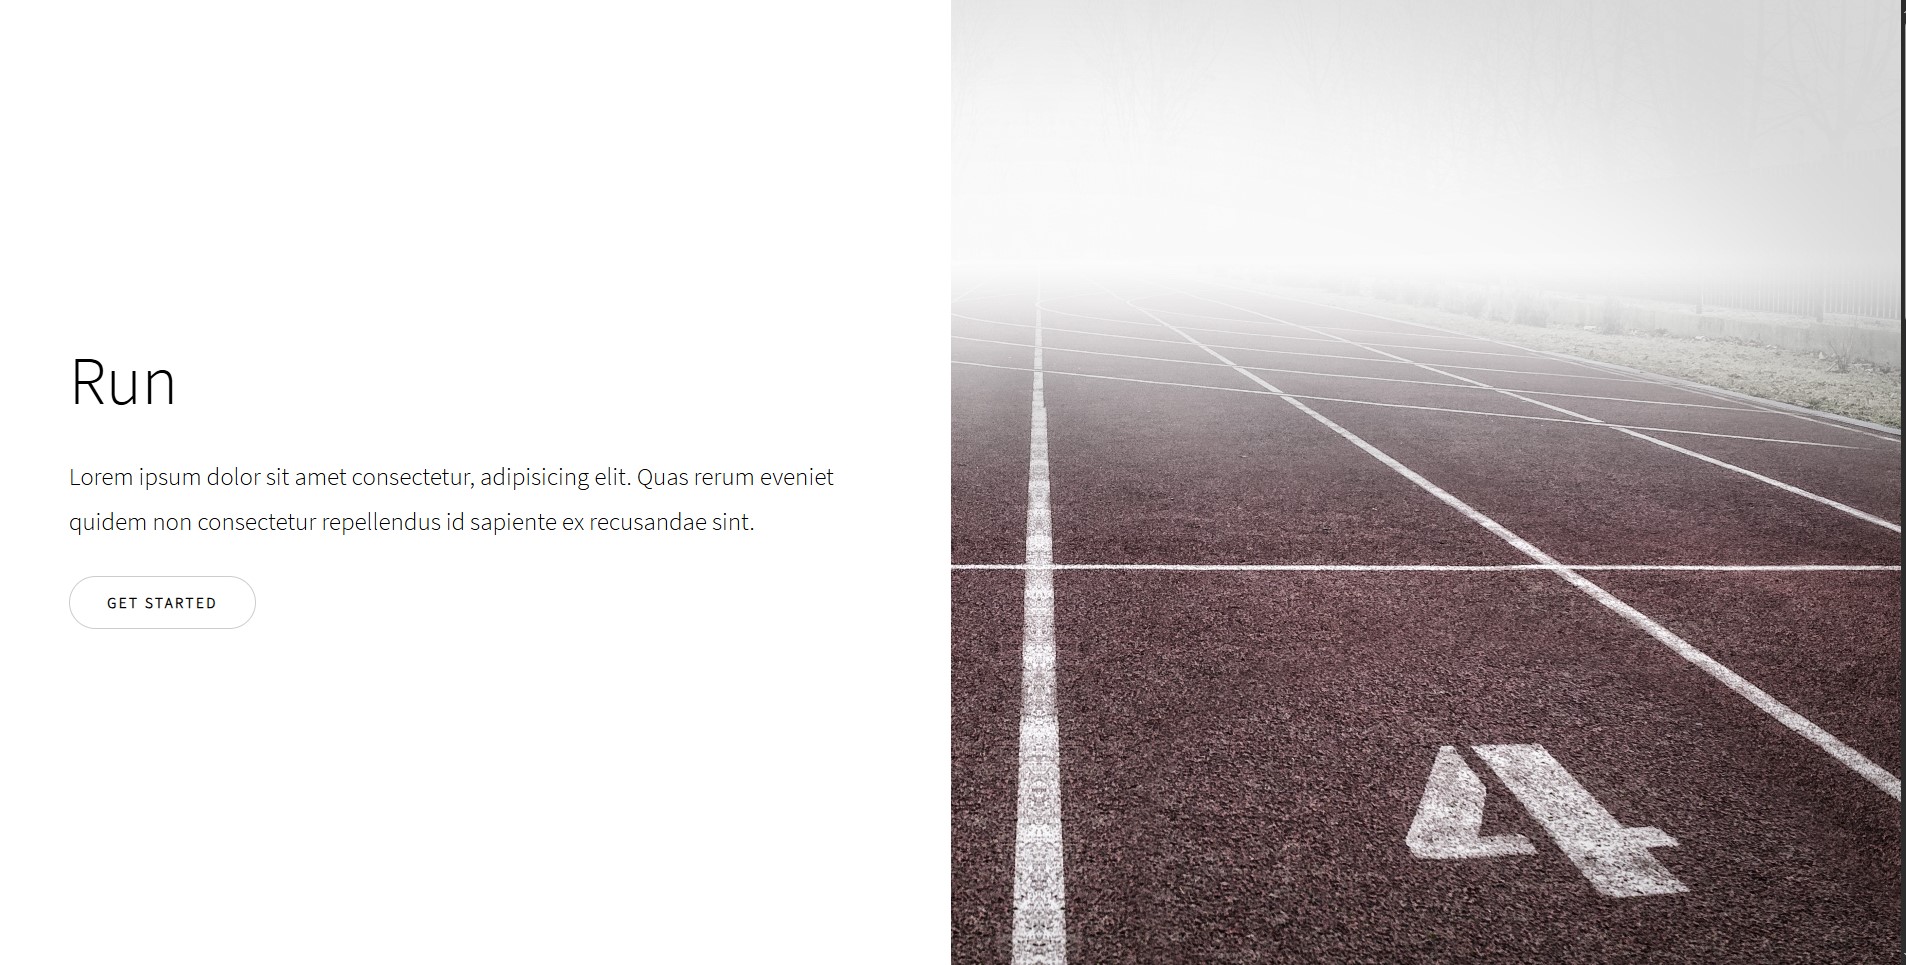 Run
Lorem ipsum dolor sit amet consectetur, adipisicing elit. Quas rerum eveniet
quidem non consectetur repellendus id sapiente ex recusandae sint.
GET STARTED
4